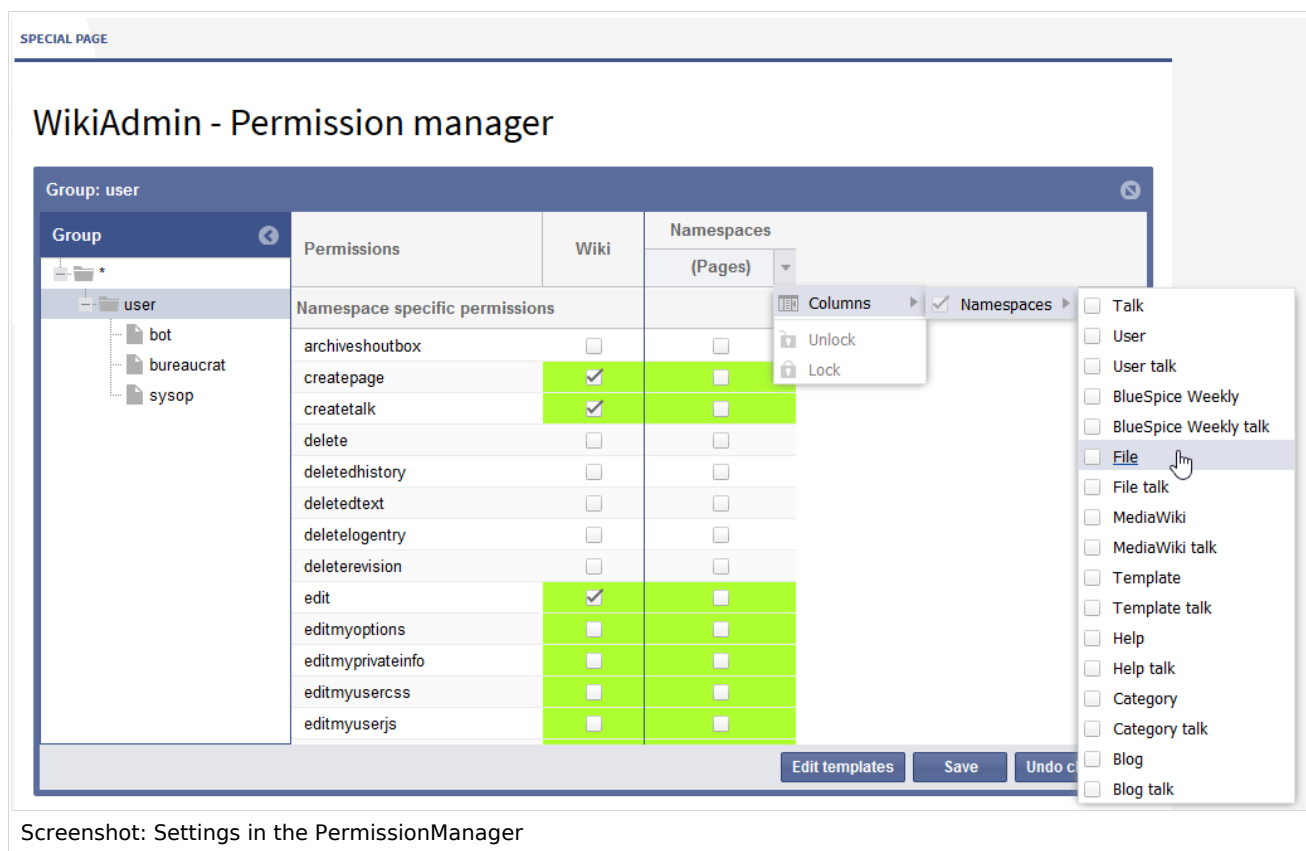 SPECIAL PAGE
WikiAdmin - Permission manager
Group: user
Group
Permissions
Wiki
Namespaces
(Pages)
*
user
bot
bureaucrat
sysop
Namespace specific permissions
archiveshoutbox
createpage
createtalk
delete
deletedhistory
deletedtext
deletelogentry
deleterevision
edit
editmyoptions
editmyprivateinfo
editmyusercss
editmyuserjs
Columns
Unlock
Lock
Namespaces
Talk
User
User talk
BlueSpice Weekly
BlueSpice Weekly talk
File
File talk
MediaWiki
MediaWiki talk
Template
Template talk
Help
Help talk
Category
Category talk
Blog
Blog talk
Edit templates
Save
Undo
Screenshot: Settings in the PermissionManager